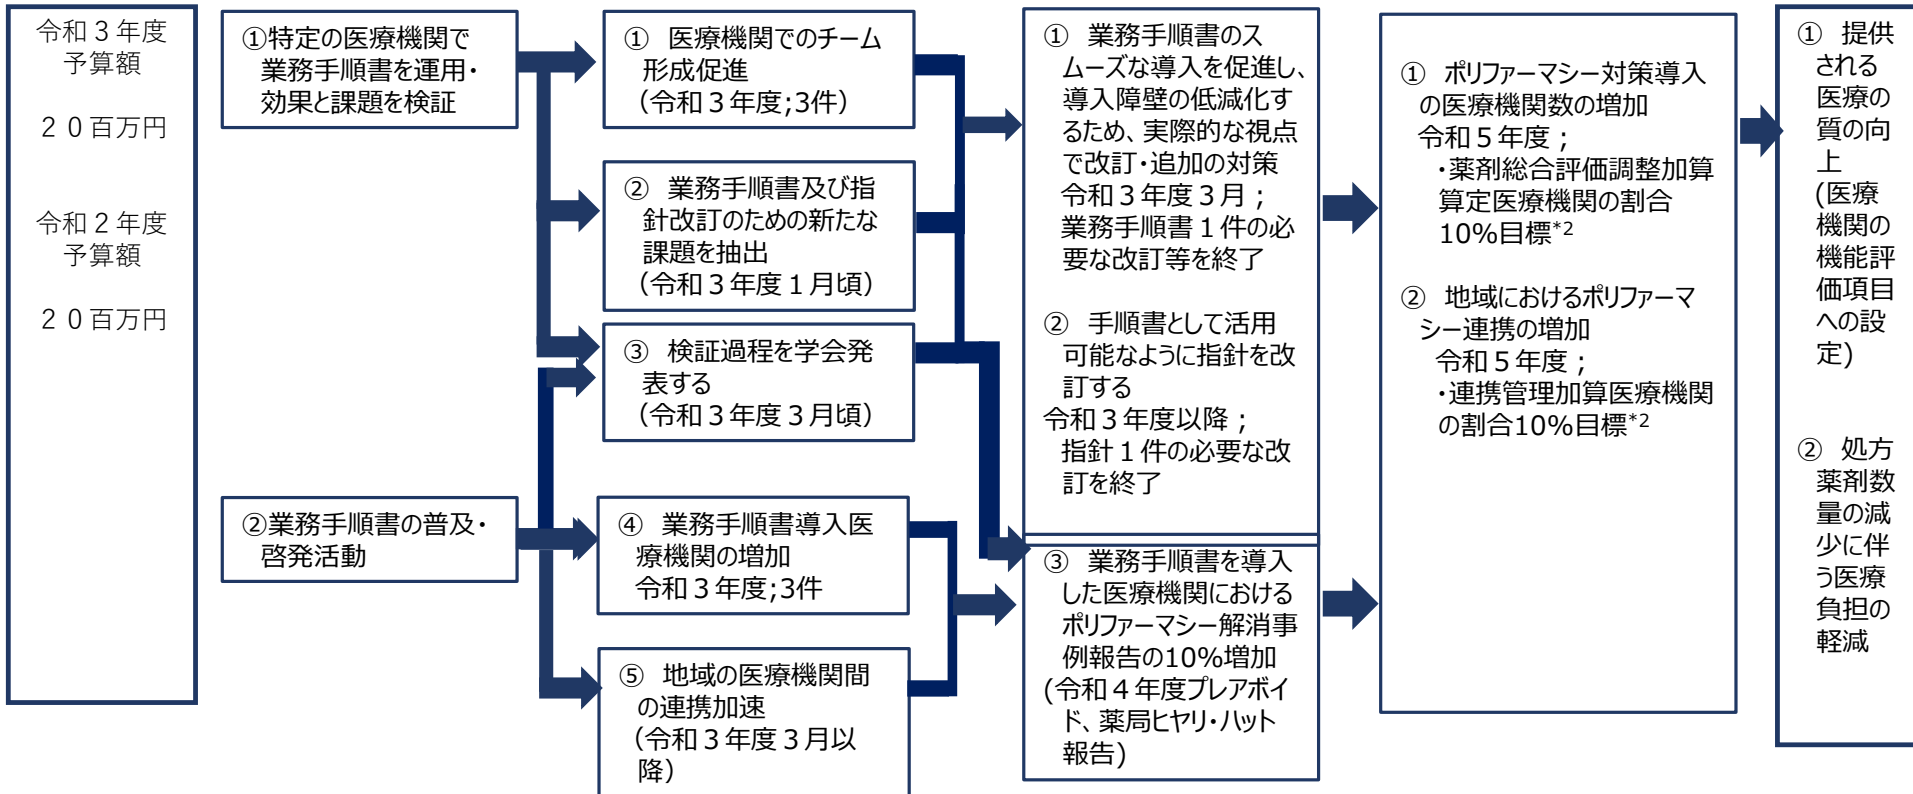 令和３年度
予算額
２０百万円
令和２年度
予算額
２０百万円
①特定の医療機関で
業務手順書を運用・
効果と課題を検証
②業務手順書の普及・
啓発活動
① 医療機関でのチーム
形成促進
（令和３年度;3件）
② 業務手順書及び指
針改訂のための新たな
課題を抽出
（令和３年度１月頃）
③ 検証過程を学会発
表する
（令和３年度３月頃）
④ 業務手順書導入医
療機関の増加
令和３年度;3件
⑤ 地域の医療機関間
の連携加速
（令和３年度３月以
降）
① 業務手順書のス
ムーズな導入を促進し、
導入障壁の低減化す
るため、実際的な視点
で改訂・追加の対策
令和３年度３月；
業務手順書１件の必
要な改訂等を終了
② 手順書として活用
可能なように指針を改
訂する
令和３年度以降；
指針１件の必要な改
訂を終了
③ 業務手順書を導入
した医療機関における
ポリファーマシー解消事
例報告の10%増加
(令和４年度プレアボイ
ド、薬局ヒヤリ・ハット
報告)
① ポリファーマシー対策導入
の医療機関数の増加
令和５年度；
・薬剤総合評価調整加算
算定医療機関の割合
10%目標*2
② 地域におけるポリファーマ
シー連携の増加
令和５年度；
・連携管理加算医療機関
の割合10%目標*2
① 提供
される
医療の
質の向
上
(医療
機関の
機能評
価項目
への設
定)
② 処方
薬剤数
量の減
少に伴
う医療
負担の
軽減